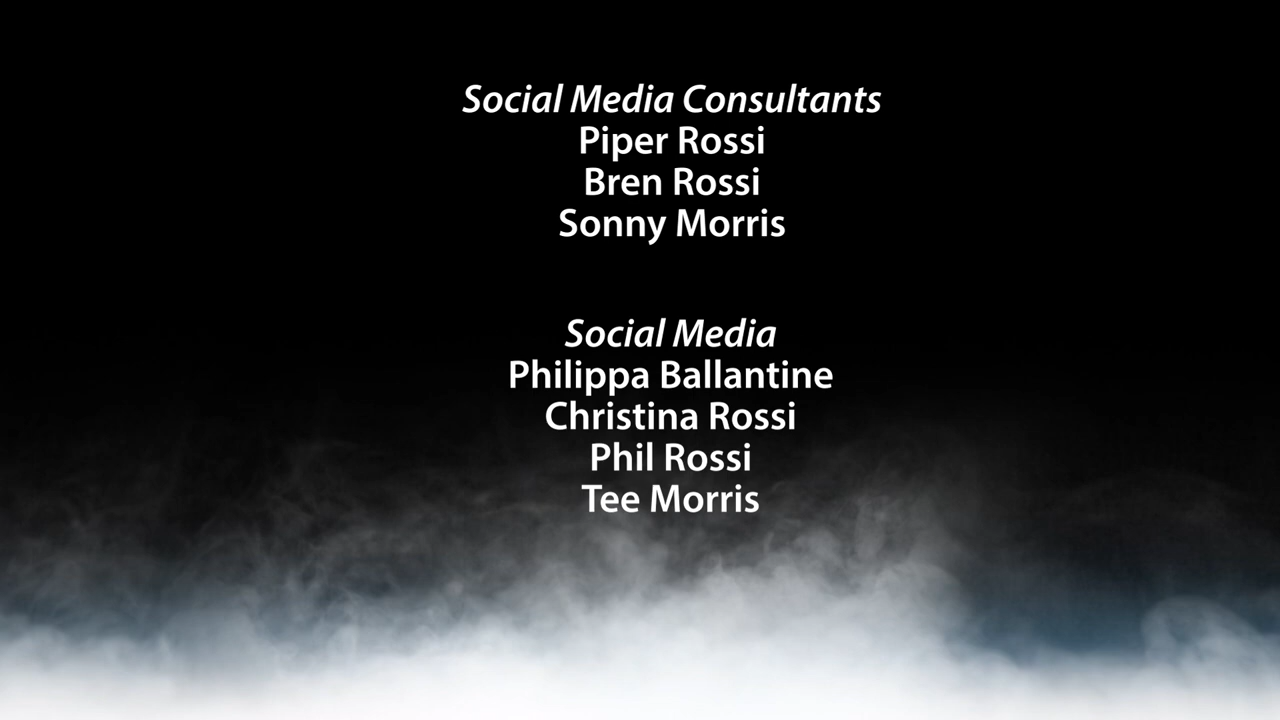 Social Media Consultants
Piper Rossi
Bren Rossi
Sonny Morris
Social Media
Philippa Ballantine
Christina Rossi
Phil Rossi
Tee Morris